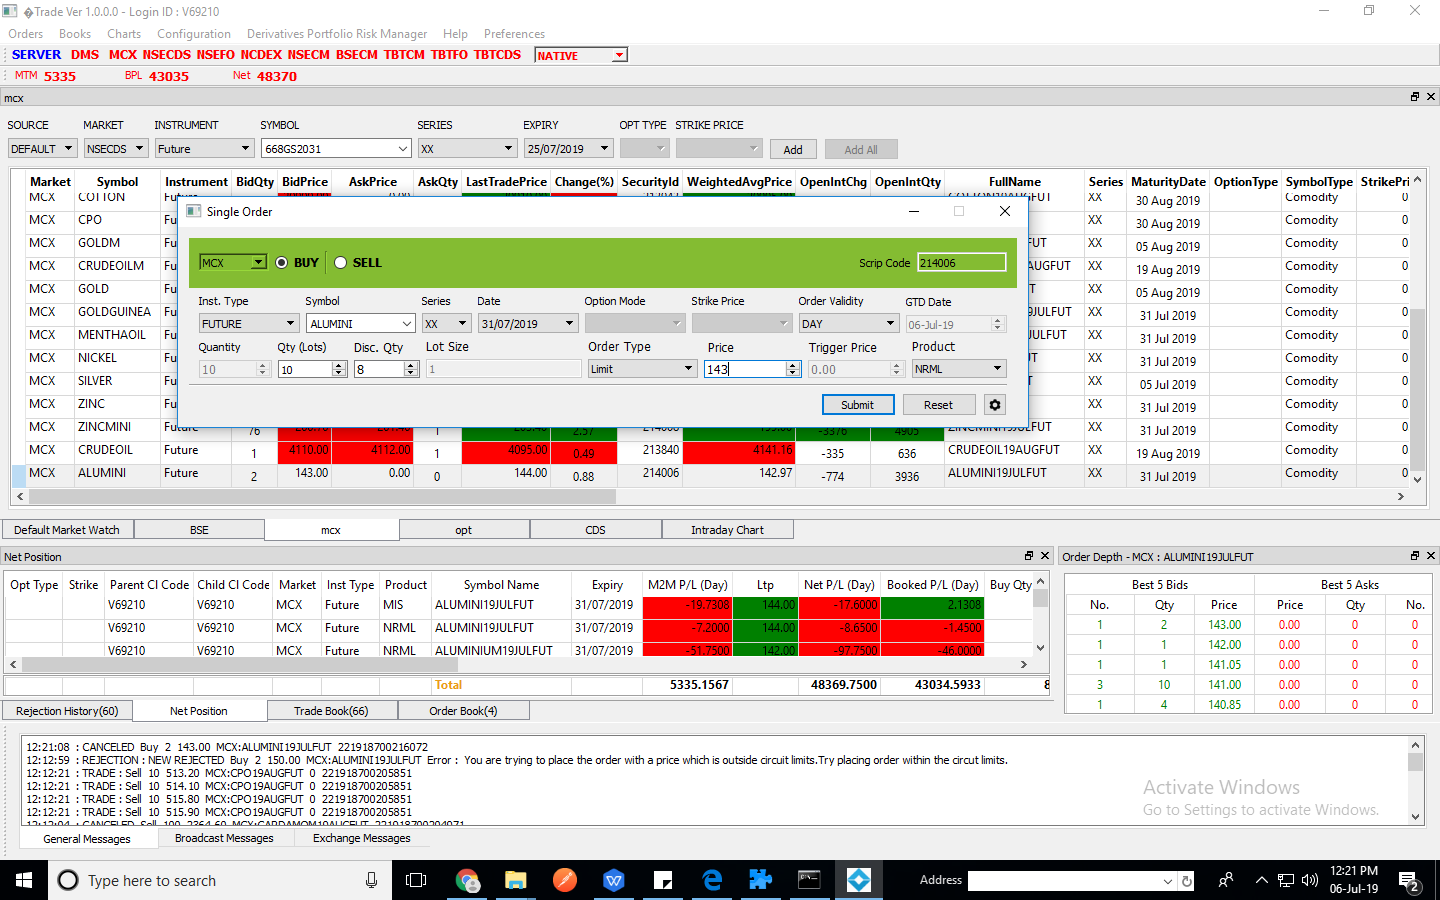 �Trade Ver 1.0.0.0 - Login ID : V69210
Orders Books Charts Configuration Derivatives Portfolio Risk Manager Help Preferences
SERVER DMS MCX NSECDS NSEFO NCDEX NSECM BSECM TBTCM TBTFO TBTCDS NATIVE
MTM 5335 BPL 43035 Net 48370
mcx
SOURCE MARKET INSTRUMENT SYMBOL SERIES EXPIRY OPT TYPE STRIKE PRICE
DEFAULT NSECDS Future 668GS2031 XX 25/07/2019 Add Add All
Market Symbol Instrument BidQty BidPrice AskPrice AskQty LastTradePrice Change(%) SecurityId WeightedAvgPrice OpenIntChg OpenIntQty FullName Series MaturityDate OptionType SymbolType StrikePri
MCX COTTON XX 30 Aug 2019 Comodity 0
MCX CPO XX 30 Aug 2019 Comodity 0
MCX GOLDM FUT XX 05 Aug 2019 Comodity 0
MCX CRUDEOILM AUGFUT XX 19 Aug 2019 Comodity 0
MCX GOLD XX 05 Aug 2019 Comodity 0
MCX GOLDGUINEA JULFUT XX 31 Jul 2019 Comodity 0
MCX MENTHAOIL JULFUT XX 31 Jul 2019 Comodity 0
MCX NICKEL XX 31 Jul 2019 Comodity 0
MCX SILVER XX 05 Jul 2019 Comodity 0
MCX ZINC XX 31 Jul 2019 Comodity 0
MCX ZINCMINI Fu 76 1 2.57 214008 -3376 4905 ZINCMINI19JULFUT XX 31 Jul 2019 Comodity 0
MCX CRUDEOIL Future 1 4110.00 4112.00 1 4095.00 0.49 213840 4141.16 -335 636 CRUDEOIL19AUGFUT XX 19 Aug 2019 Comodity 0
MCX ALUMINI Future 2 143.00 0.00 0 144.00 0.88 214006 142.97 -774 3936 ALUMINI19JULFUT XX 31 Jul 2019 Comodity 0
Single Order
MCX BUY SELL Scrip Code 214006
Inst. Type Symbol Series Date Option Mode Strike Price Order Validity GTD Date
FUTURE ALUMINI XX 31/07/2019 DAY 06-Jul-19
Quantity Qty (Lots) Disc. Qty Lot Size Order Type Price Trigger Price Product
10 10 8 1 Limit 143 0.00 NRML
Submit Reset
Default Market Watch BSE mcx opt CDS Intraday Chart
Net Position
Opt Type Strike Parent Cl Code Child Cl Code Market Inst Type Product Symbol Name Expiry M2M P/L (Day) Ltp Net P/L (Day) Booked P/L (Day) Buy Qty
V69210 V69210 MCX Future MIS ALUMINI19JULFUT 31/07/2019 -19.7308 144.00 -17.6000 2.1308
V69210 V69210 MCX Future NRML ALUMINI19JULFUT 31/07/2019 -7.2000 144.00 -8.6500 -1.4500
V69210 V69210 MCX Future NRML ALUMINIUM19JULFUT 31/07/2019 -51.7500 142.00 -97.7500 -46.0000
Total 5335.1567 48369.7500 43034.5933 8
Rejection History(60) Net Position Trade Book(66) Order Book(4)
Order Depth - MCX : ALUMINI19JULFUT
Best 5 Bids Best 5 Asks
No. Qty Price Price Qty No.
1 2 143.00 0.00 0 0
1 1 142.00 0.00 0 0
1 1 141.05 0.00 0 0
3 10 141.00 0.00 0 0
1 4 140.85 0.00 0 0
12:21:08 : CANCELED Buy 2 143.00 MCX:ALUMINI19JULFUT 221918700216072
12:12:59 : REJECTION : NEW REJECTED Buy 2 150.00 MCX:ALUMINI19JULFUT Error : You are trying to place the order with a price which is outside circuit limits.Try placing order within the circut limits.
12:12:21 : TRADE : Sell 10 513.20 MCX:CPO19AUGFUT 0 221918700205851
12:12:21 : TRADE : Sell 10 514.10 MCX:CPO19AUGFUT 0 221918700205851
12:12:21 : TRADE : Sell 10 515.80 MCX:CPO19AUGFUT 0 221918700205851
12:12:21 : TRADE : Sell 10 515.90 MCX:CPO19AUGFUT 0 221918700205851
12:12:04 : CANCELED Sell 100 2364.60 MCX:CARDAMOM19AUGFUT 221918700204071
Activate Windows
Go to Settings to activate Windows.
General Messages Broadcast Messages Exchange Messages
Type here to search
Address
12:21 PM
06-Jul-19
2